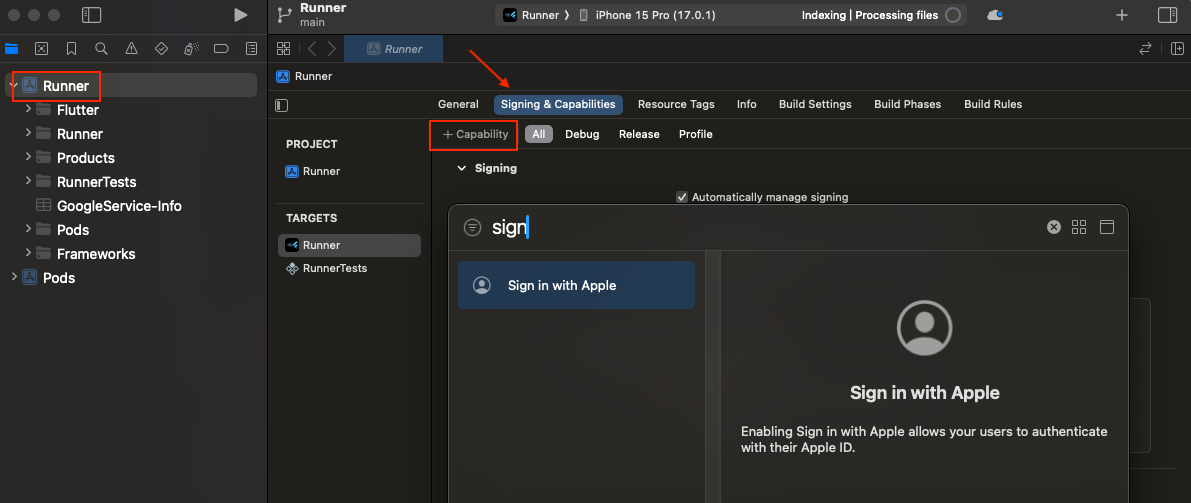 Runner
main
Runner
iPhone 15 Pro (17.0.1)
Indexing | Processing files
Runner
Runner
Runner
Flutter
Runner
Products
RunnerTests
GoogleService-Info
Pods
Frameworks
Pods
General
Signing & Capabilities
Resource Tags
Info
Build Settings
Build Phases
Build Rules
+ Capability
All
Debug
Release
Profile
PROJECT
Runner
TARGETS
Runner
RunnerTests
Signing
Automatically manage signing
sign
Sign in with Apple
Sign in with Apple
Enabling Sign in with Apple allows your users to authenticate
with their Apple ID.